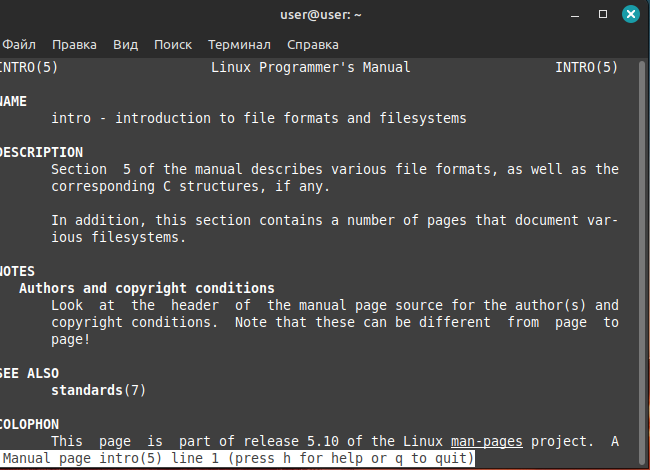 user@user: ~
Файл Правка Вид Поиск Терминал Справка
INTRO(5) Linux Programmer's Manual INTRO(5)
NAME
intro - introduction to file formats and filesystems
DESCRIPTION
Section 5 of the manual describes various file formats, as well as the
corresponding C structures, if any.
In addition, this section contains a number of pages that document var-
ious filesystems.
NOTES
Authors and copyright conditions
Look at the header of the manual page source for the author(s) and
copyright conditions. Note that these can be different from page to
page!
SEE ALSO
standards(7)
COLOPHON
This page is part of release 5.10 of the Linux man-pages project. A
Manual page intro(5) line 1 (press h for help or q to quit)